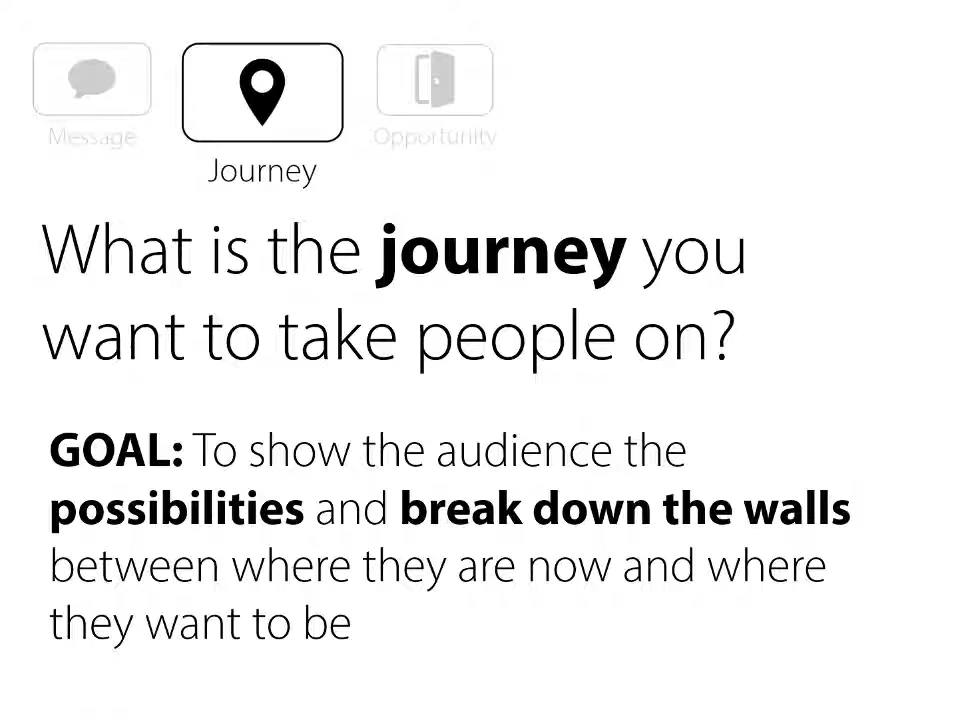 Message
Journey
Opportunity
What is the journey you
want to take people on?
GOAL: To show the audience the
possibilities and break down the walls
between where they are now and where
they want to be